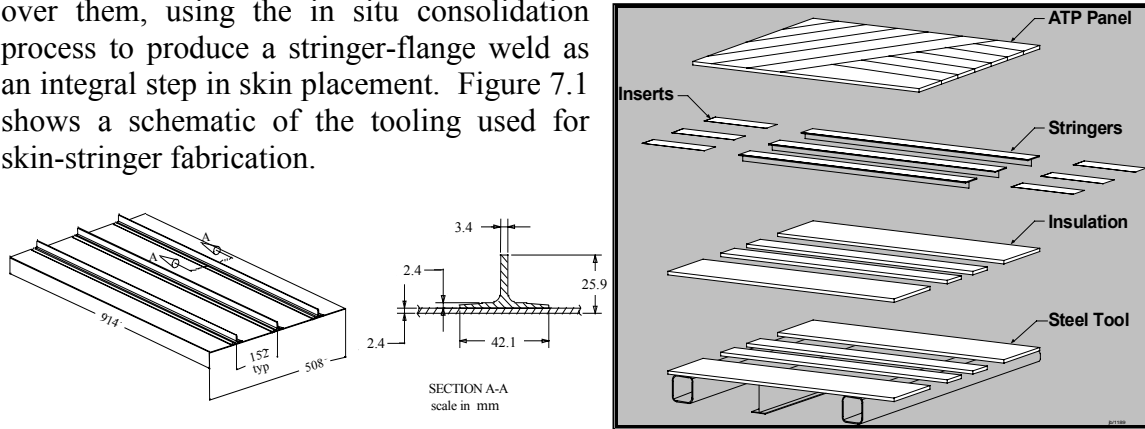 over them, using the in situ consolidation
process to produce a stringer-flange weld as
an integral step in skin placement. Figure 7.1
shows a schematic of the tooling used for
skin-stringer fabrication.
A
A
914
152
typ
508
3.4
2.4
25.9
2.4
42.1
SECTION A-A
scale in mm
ATP Panel
Inserts
Stringers
Insulation
Steel Tool